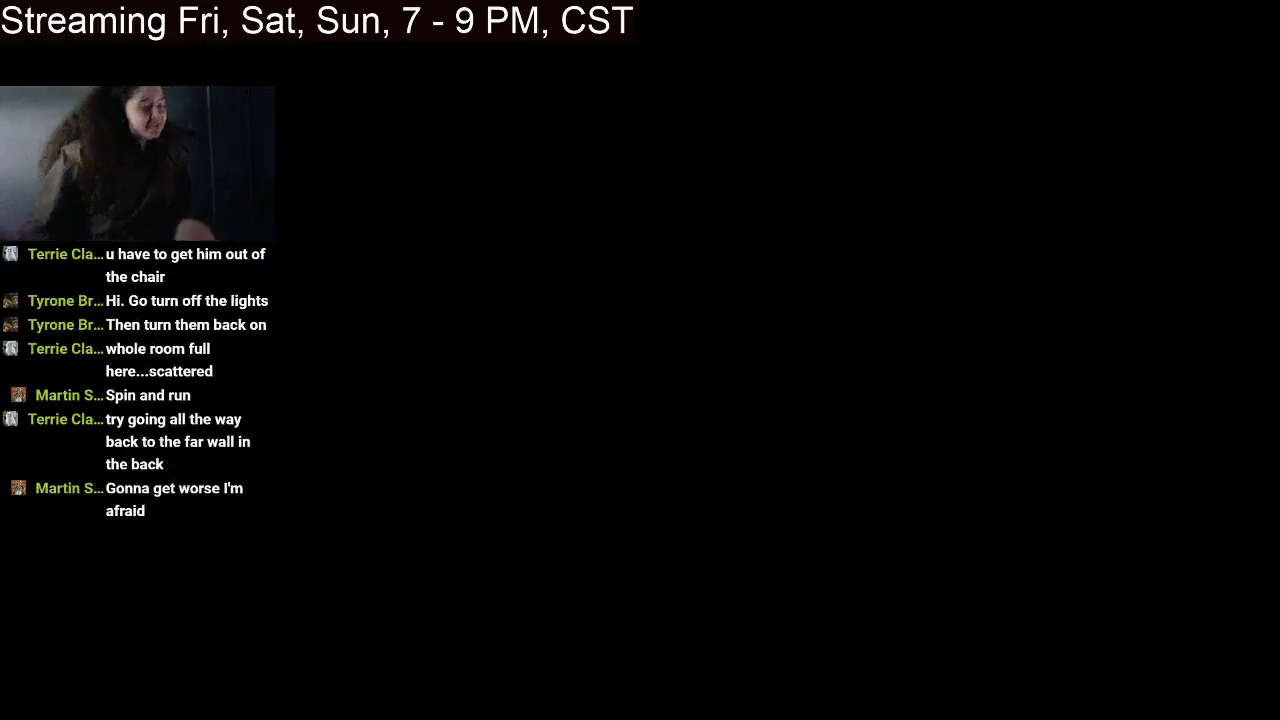 Streaming Fri, Sat, Sun, 7 - 9 PM, CST
Terrie Cla... u have to get him out of
the chair
Tyrone Br... Hi. Go turn off the lights
Tyrone Br... Then turn them back on
Terrie Cla... whole room full
here...scattered
Martin S... Spin and run
Terrie Cla... try going all the way
back to the far wall in
the back
Martin S... Gonna get worse I'm
afraid